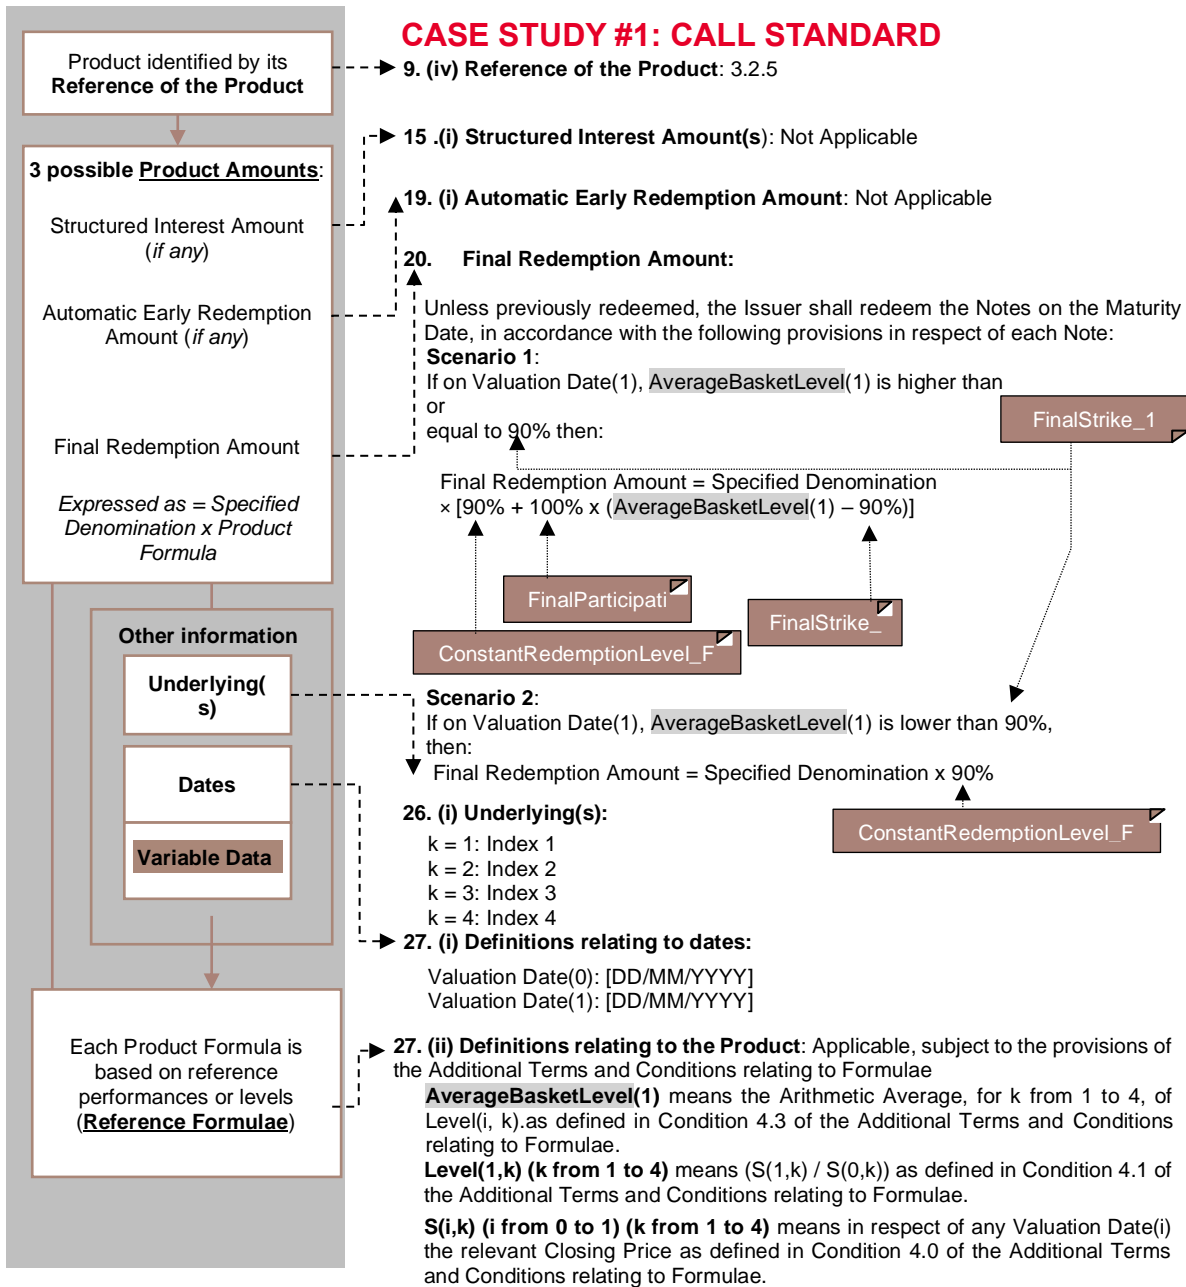 CASE STUDY #1: CALL STANDARD
Product identified by its
Reference of the Product
9. (iv) Reference of the Product: 3.2.5
3 possible Product Amounts:
Structured Interest Amount
(if any)
Automatic Early Redemption
Amount (if any)
Final Redemption Amount
Expressed as = Specified
Denomination x Product
Formula
15 .(i) Structured Interest Amount(s): Not Applicable
19. (i) Automatic Early Redemption Amount: Not Applicable
20. Final Redemption Amount:
Unless previously redeemed, the Issuer shall redeem the Notes on the Maturity
Date, in accordance with the following provisions in respect of each Note:
Scenario 1:
If on Valuation Date(1), AverageBasketLevel(1) is higher than
or
equal to 90% then:
FinalStrike_1
Final Redemption Amount = Specified Denomination
× [90% + 100% x (AverageBasketLevel(1) – 90%)]
FinalParticipati
FinalStrike_
ConstantRedemptionLevel_F
Other information
Underlying(
s)
Dates
Variable Data
Scenario 2:
If on Valuation Date(1), AverageBasketLevel(1) is lower than 90%,
then:
Final Redemption Amount = Specified Denomination x 90%
ConstantRedemptionLevel_F
26. (i) Underlying(s):
k = 1: Index 1
k = 2: Index 2
k = 3: Index 3
k = 4: Index 4
27. (i) Definitions relating to dates:
Valuation Date(0): [DD/MM/YYYY]
Valuation Date(1): [DD/MM/YYYY]
Each Product Formula is
based on reference
performances or levels
(Reference Formulae)
27. (ii) Definitions relating to the Product: Applicable, subject to the provisions of
the Additional Terms and Conditions relating to Formulae
AverageBasketLevel(1) means the Arithmetic Average, for k from 1 to 4, of
Level(i, k).as defined in Condition 4.3 of the Additional Terms and Conditions
relating to Formulae.
Level(1,k) (k from 1 to 4) means (S(1,k) / S(0,k)) as defined in Condition 4.1 of
the Additional Terms and Conditions relating to Formulae.
S(i,k) (i from 0 to 1) (k from 1 to 4) means in respect of any Valuation Date(i)
the relevant Closing Price as defined in Condition 4.0 of the Additional Terms
and Conditions relating to Formulae.